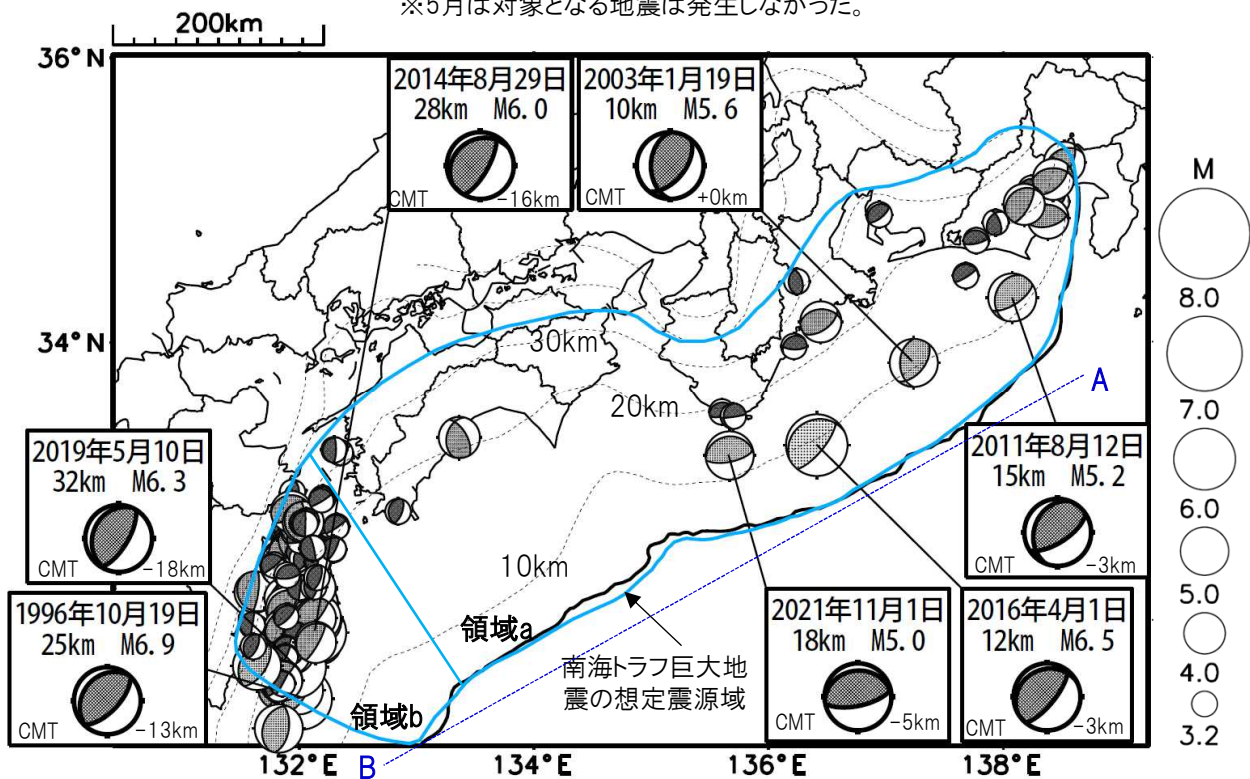 ※5月は対象となる地震は発生しなかった。
200km
36°N
34°N
2014年8月29日
28km M6.0
CMT
-16km
2003年1月19日
10km M5.6
CMT
+0km
M
8.0
7.0
6.0
5.0
4.0
3.2
30km
20km
10km
A
2019年5月10日
32km M6.3
CMT
-18km
2011年8月12日
15km M5.2
CMT
-3km
1996年10月19日
25km M6.9
CMT
-13km
領域a
領域b
南海トラフ巨大地
震の想定震源域
2021年11月1日
18km M5.0
CMT
-5km
2016年4月1日
12km M6.5
CMT
-3km
B
132°E
134°E
136°E
138°E